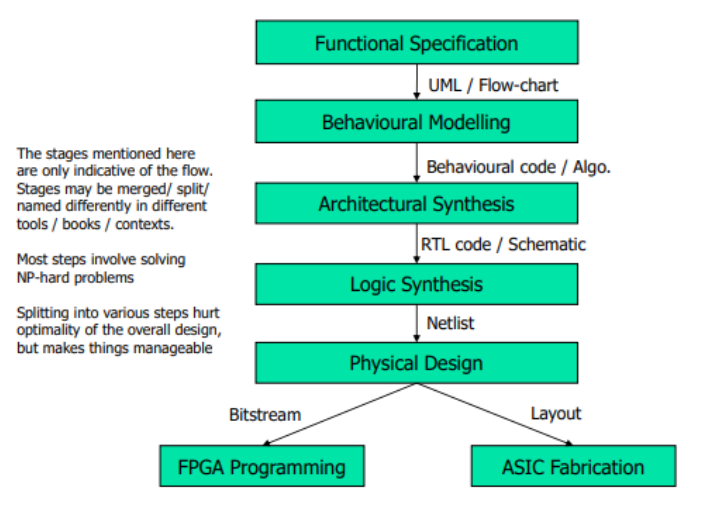 Functional Specification
UML / Flow-chart
Behavioural Modelling
Behavioural code / Algo.
The stages mentioned here
are only indicative of the flow.
Stages may be merged/ split/
named differently in different
tools / books / contexts.
Most steps involve solving
NP-hard problems
Splitting into various steps hurt
optimality of the overall design,
but makes things manageable
Architectural Synthesis
RTL code / Schematic
Logic Synthesis
Netlist
Physical Design
Bitstream
Layout
FPGA Programming
ASIC Fabrication